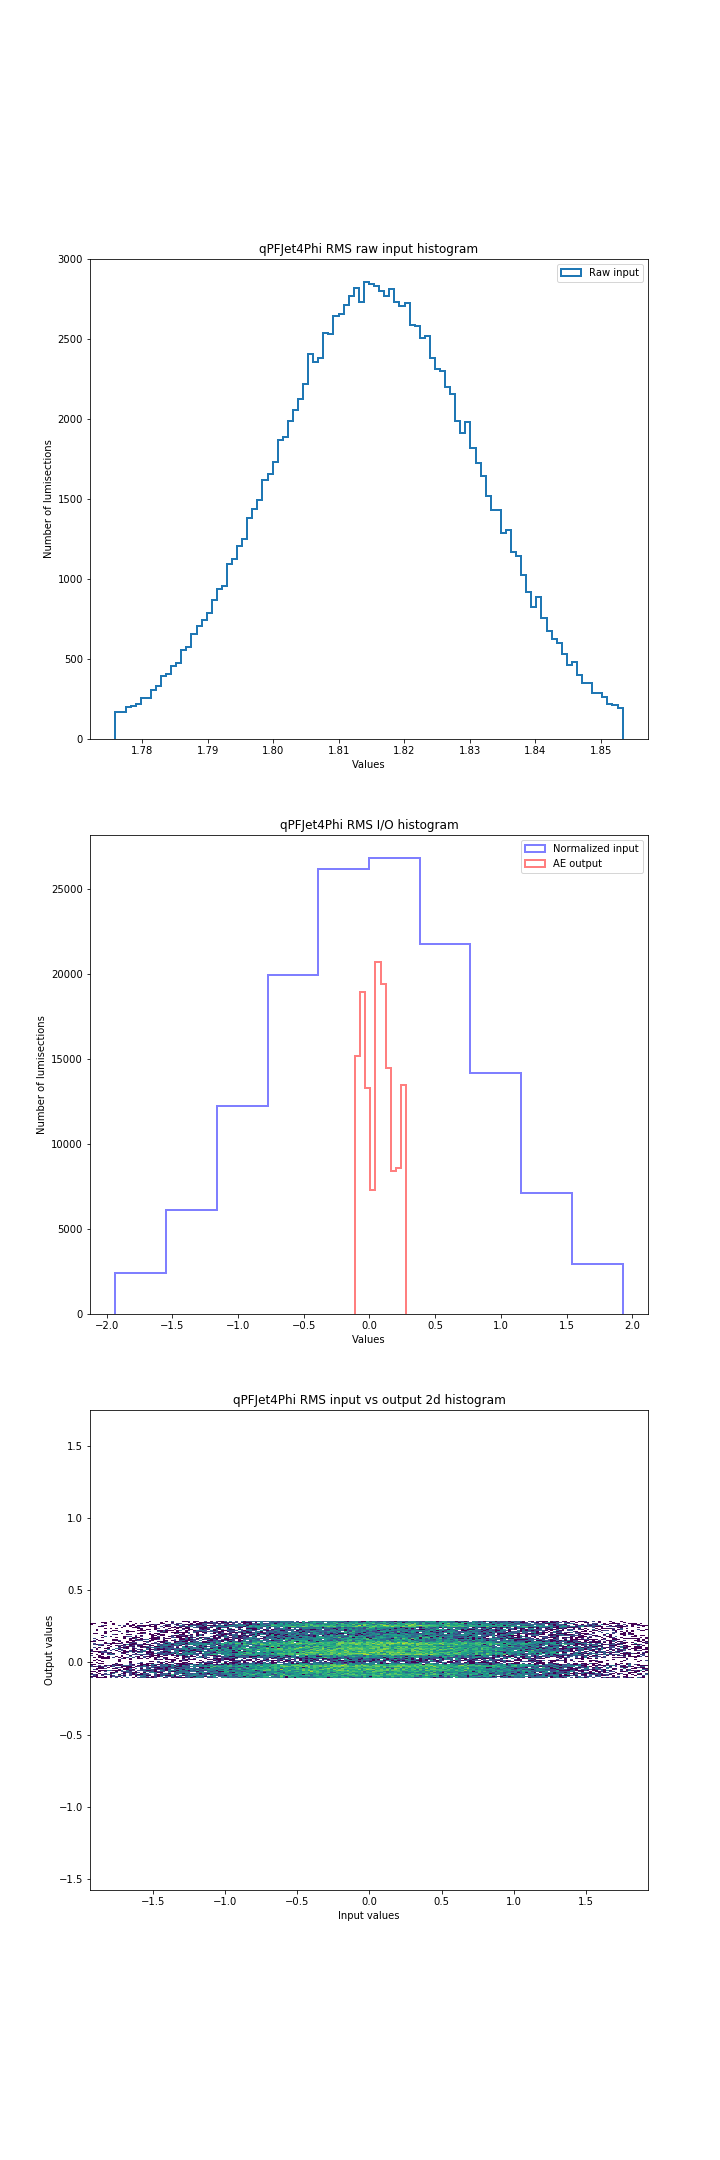 qPFJet4Phi RMS raw input histogram
3000
2500
2000
1500
1000
500
0
Number of lumisections
Raw input
1.78 1.79 1.80 1.81 1.82 1.83 1.84 1.85
Values
qPFJet4Phi RMS I/O histogram
25000
20000
15000
10000
5000
0
Number of lumisections
Normalized input
AE output
−2.0 −1.5 −1.0 −0.5 0.0 0.5 1.0 1.5 2.0
Values
qPFJet4Phi RMS input vs output 2d histogram
1.5
1.0
0.5
0.0
−0.5
−1.0
−1.5
Output values
−1.5 −1.0 −0.5 0.0 0.5 1.0 1.5
Input values